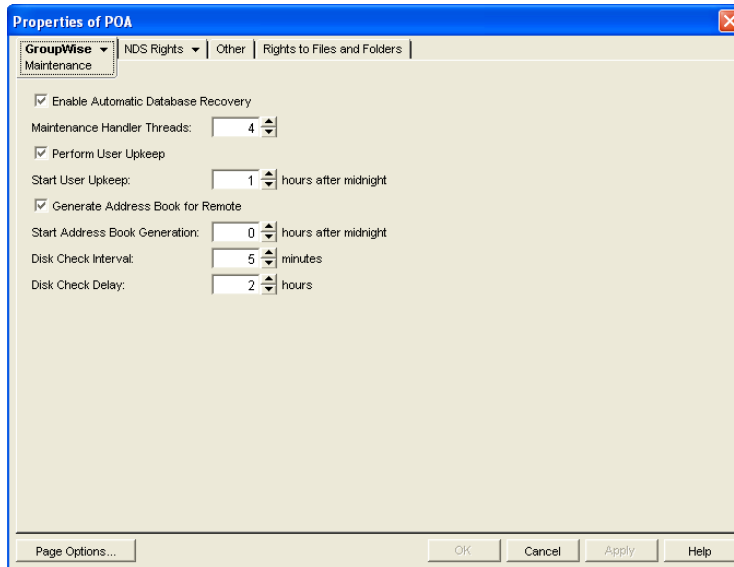 Properties of POA
GroupWise NDS Rights Other Rights to Files and Folders
Maintenance
Enable Automatic Database Recovery
Maintenance Handler Threads: 4
Perform User Upkeep
Start User Upkeep: 1 hours after midnight
Generate Address Book for Remote
Start Address Book Generation: 0 hours after midnight
Disk Check Interval: 5 minutes
Disk Check Delay: 2 hours
Page Options... OK Cancel Apply Help